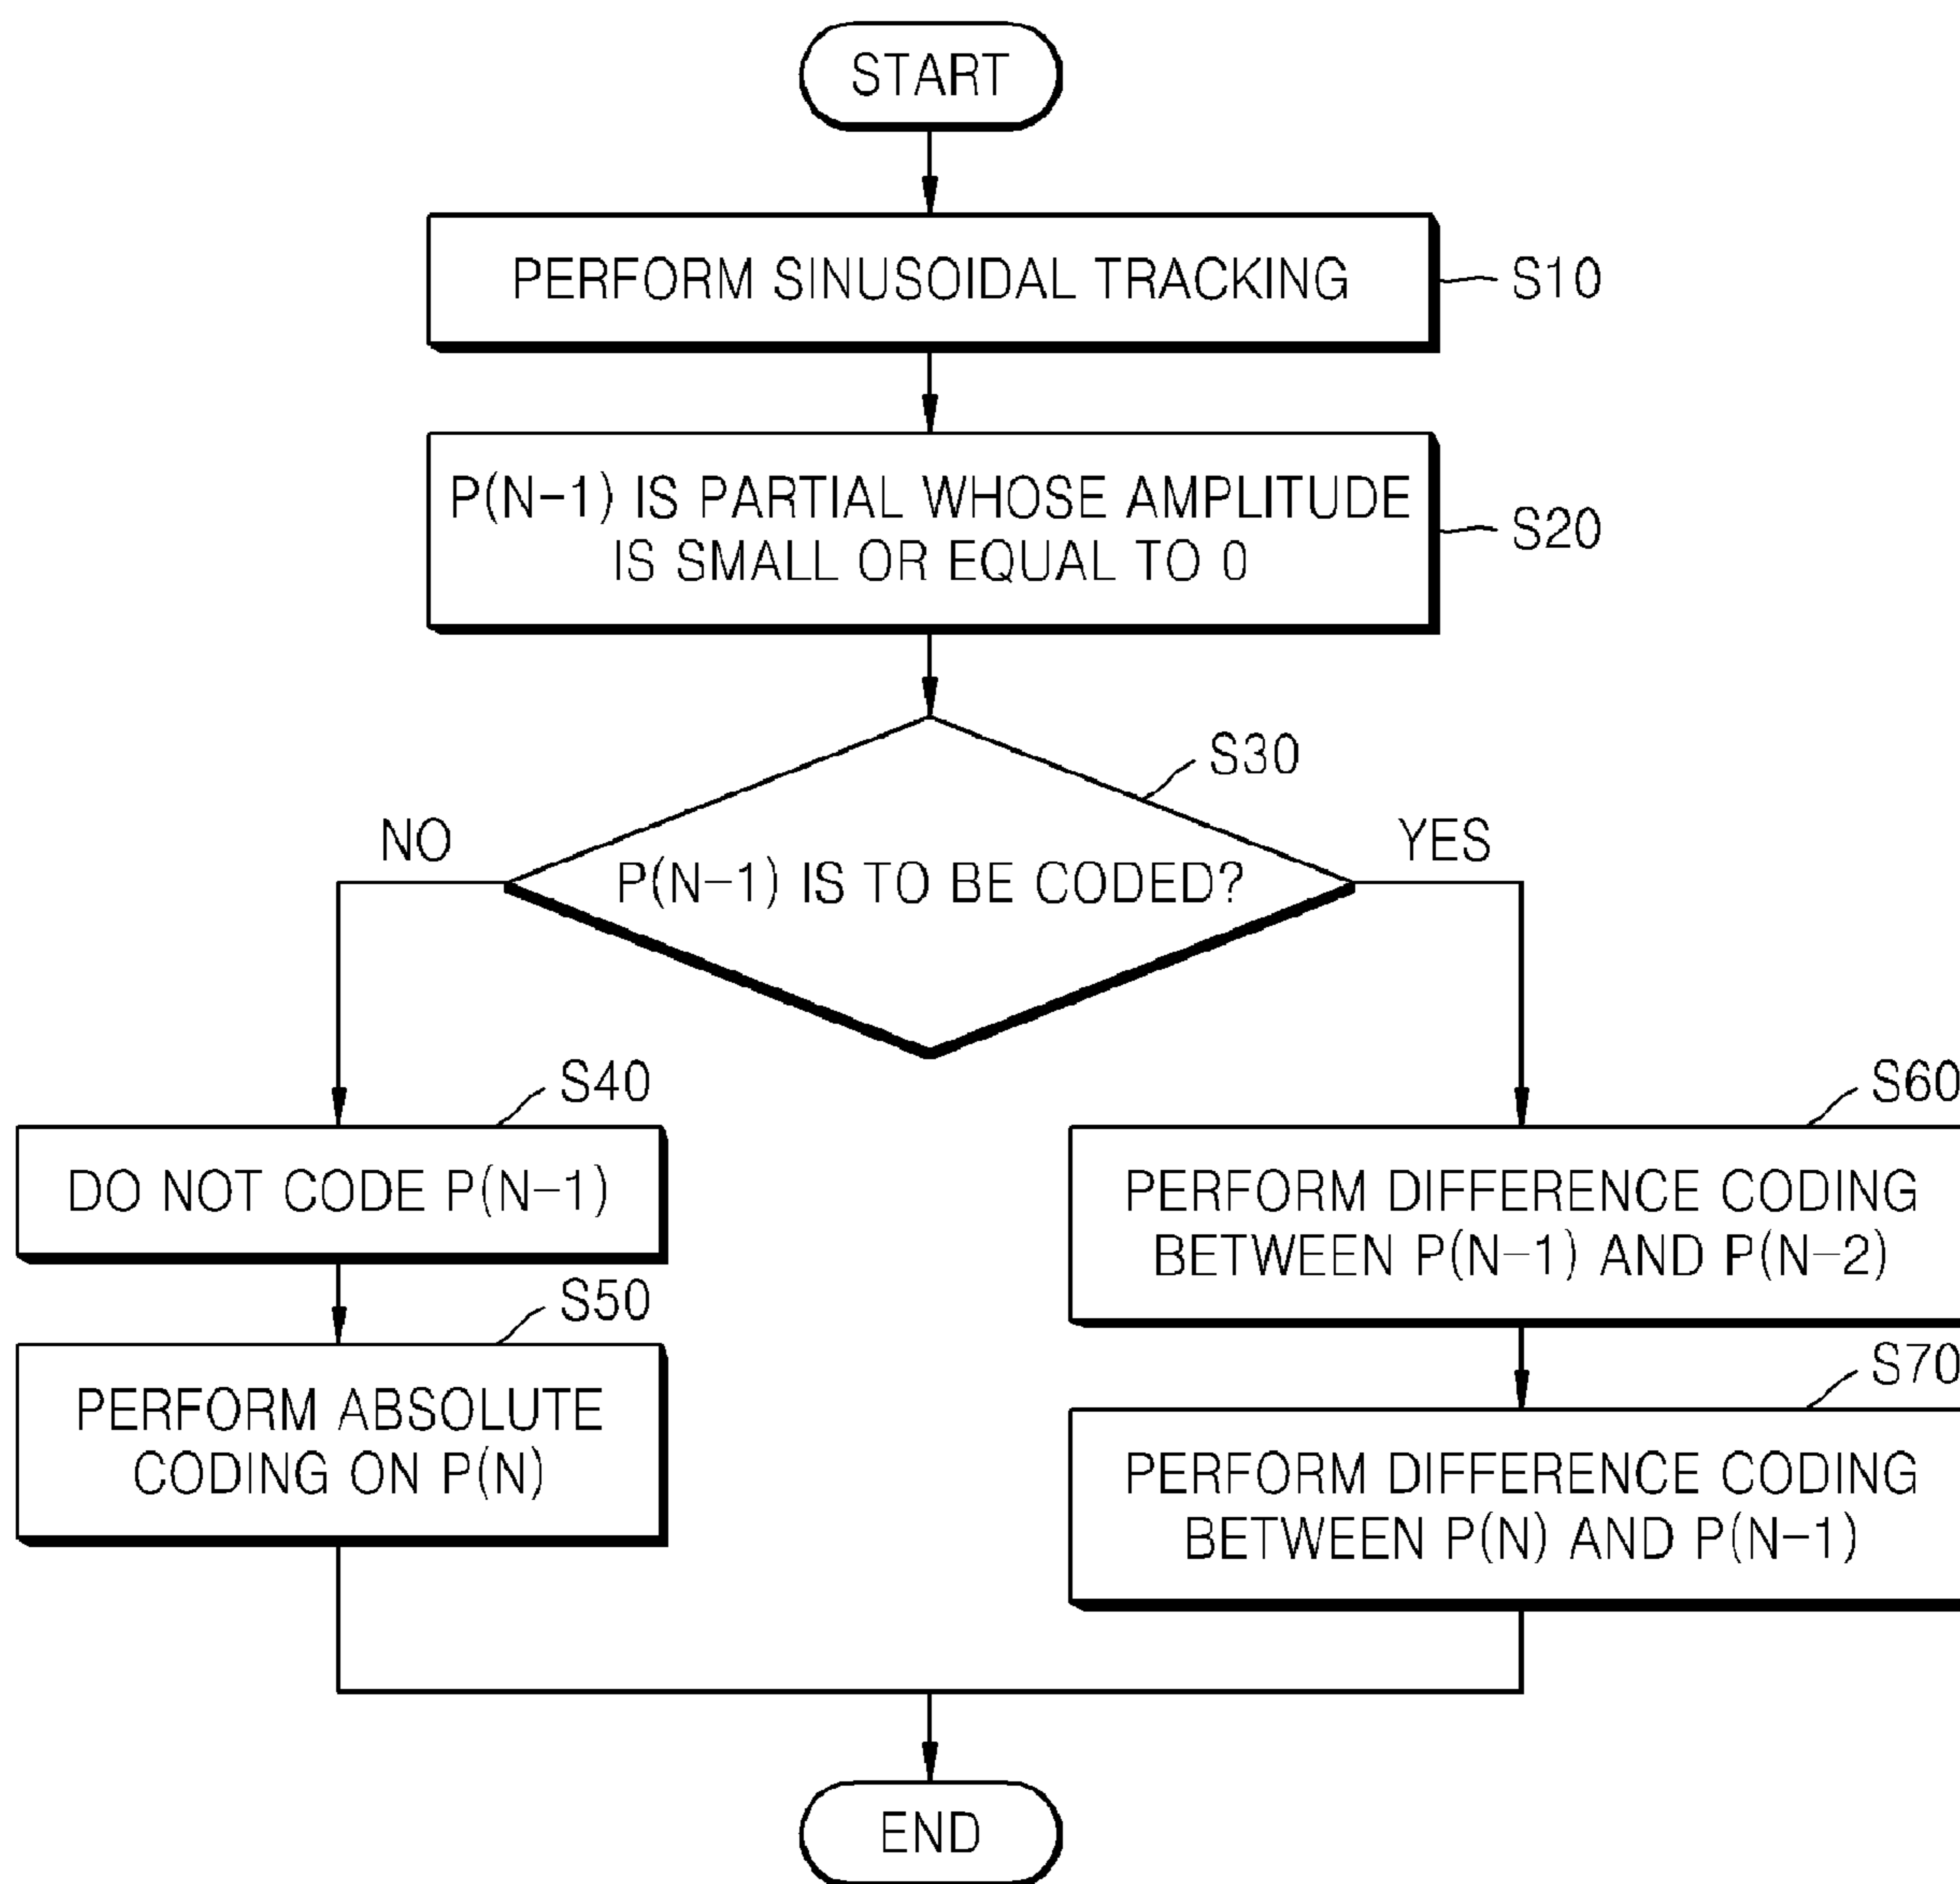 START
PERFORM SINUSOIDAL TRACKING
S10
P(N-1) IS PARTIAL WHOSE AMPLITUDE
IS SMALL OR EQUAL TO 0
S20
S30
NO
YES
P(N-1) IS TO BE CODED?
S40
DO NOT CODE P(N-1)
S50
PERFORM ABSOLUTE
CODING ON P(N)
S60
PERFORM DIFFERENCE CODING
BETWEEN P(N-1) AND P(N-2)
S70
PERFORM DIFFERENCE CODING
BETWEEN P(N) AND P(N-1)
END